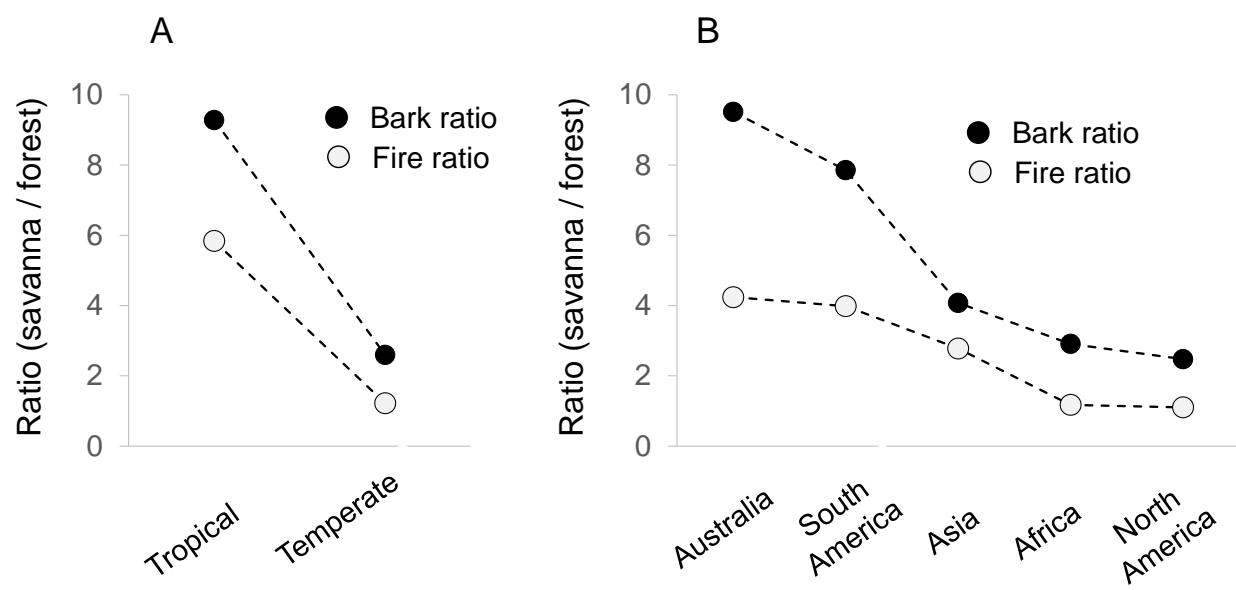 A
Ratio (savanna / forest)
10
8
6
4
2
0
Bark ratio
Fire ratio
Tropical
Temperate
B
Ratio (savanna / forest)
10
8
6
4
2
0
Bark ratio
Fire ratio
Australia
South
America
Asia
Africa
North
America